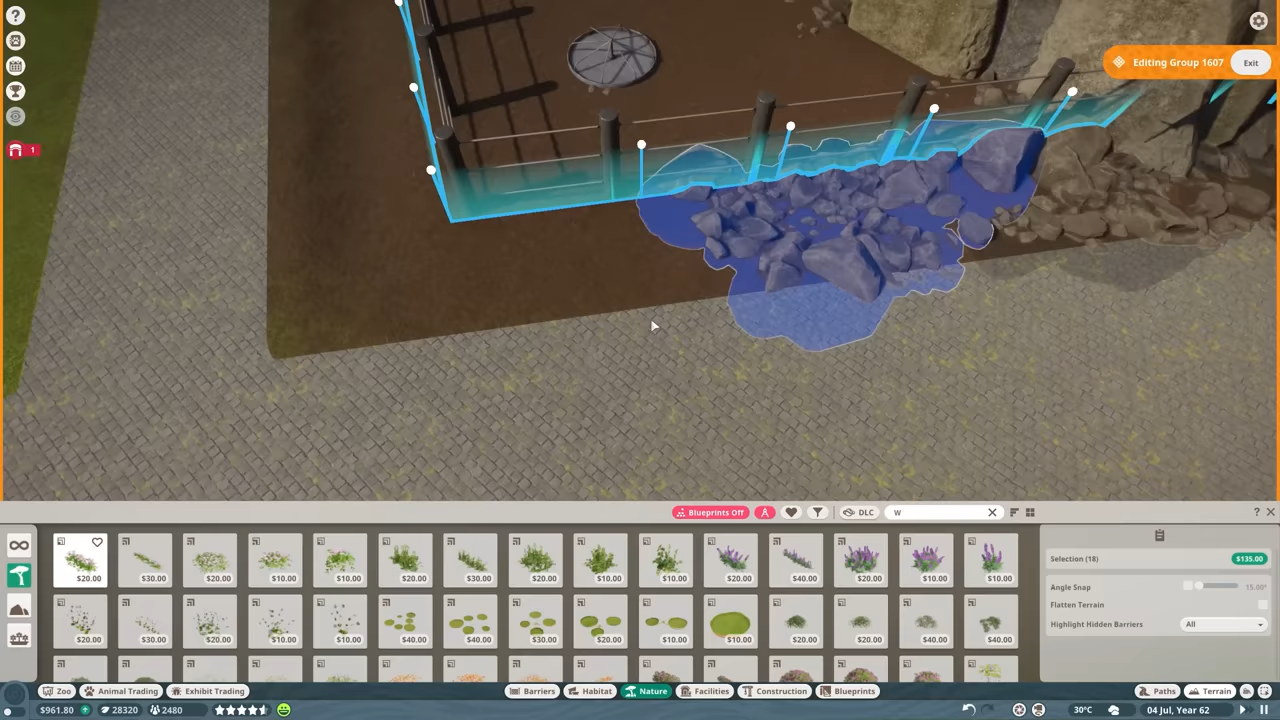 Editing Group 1607 Exit
1
Blueprints Off DLC W ? ×
$20.00 $30.00 $20.00 $10.00 $10.00 $20.00 $30.00 $20.00 $10.00 $10.00 $20.00 $40.00 $20.00 $10.00 $10.00
Selection (18) $135.00
Angle Snap 15.00°
Flatten Terrain
Highlight Hidden Barriers All
$20.00 $30.00 $20.00 $10.00 $10.00 $40.00 $40.00 $30.00 $20.00 $10.00 $10.00 $20.00 $20.00 $40.00 $40.00
Zoo Animal Trading Exhibit Trading Barriers Habitat Nature Facilities Construction Blueprints Paths Terrain
$961.80 28320 2480 30°C 04 Jul, Year 62